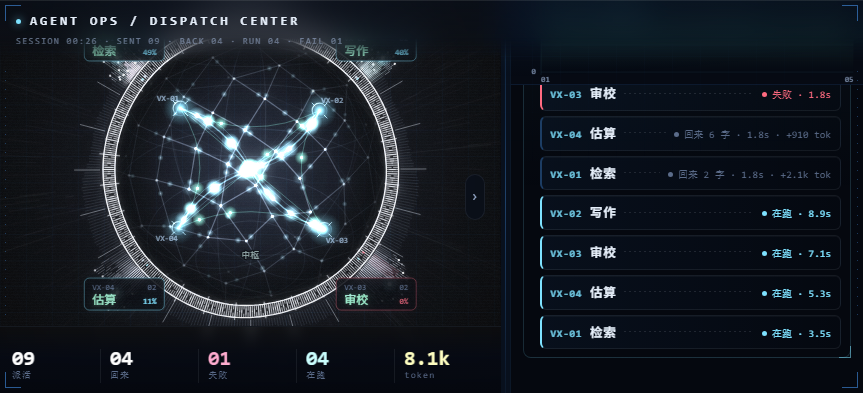 AGENT OPS / DISPATCH CENTER
SESSION 00:26 · SENT 09 · BACK 04 · RUN 04 · FAIL 01
检索 49%
写作 40%
VX-01
VX-02
VX-04
VX-03
中枢
VX-04 02
估算 11%
VX-03 02
审校 0%
09 派活
04 回来
01 失败
04 在跑
8.1k token
›
0
01 05
VX-03 审校 失败 · 1.8s
VX-04 估算 回来 6 字 · 1.8s · +910 tok
VX-01 检索 回来 2 字 · 1.8s · +2.1k tok
VX-02 写作 在跑 · 8.9s
VX-03 审校 在跑 · 7.1s
VX-04 估算 在跑 · 5.3s
VX-01 检索 在跑 · 3.5s